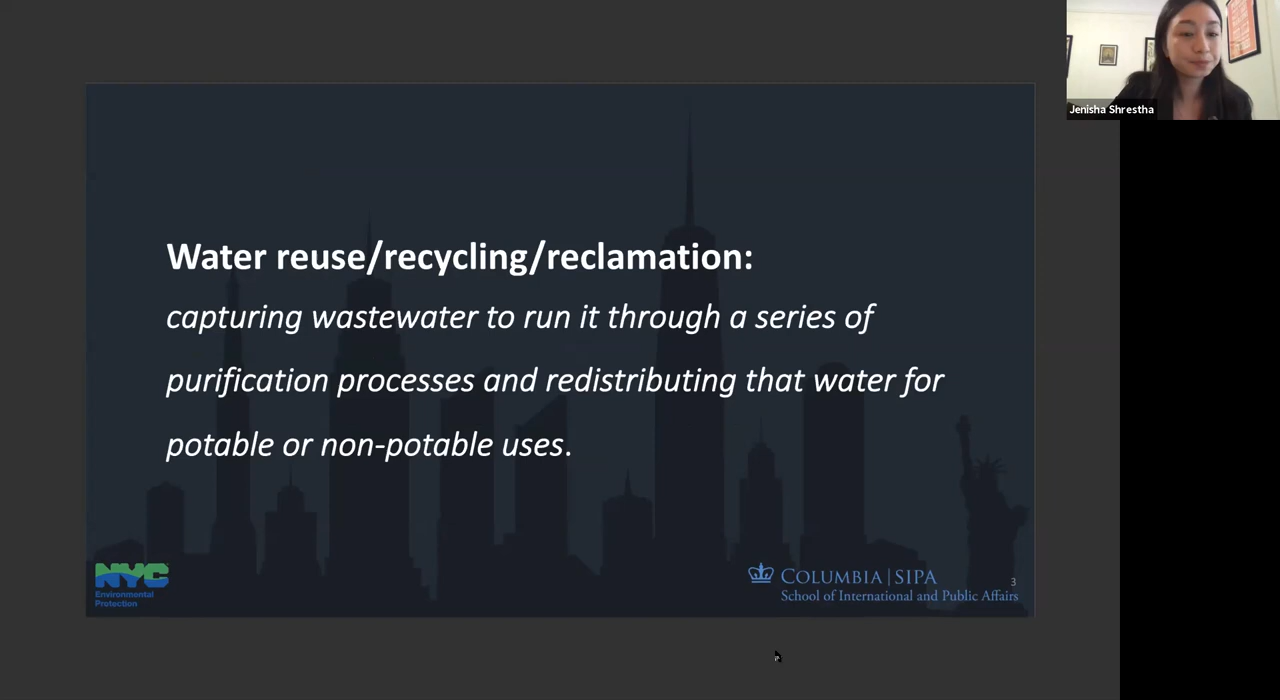 Jenisha Shrestha
Water reuse/recycling/reclamation:
capturing wastewater to run it through a series of
purification processes and redistributing that water for
potable or non-potable uses.
NYC
Environmental
Protection
COLUMBIA | SIPA
School of International and Public Affairs
3